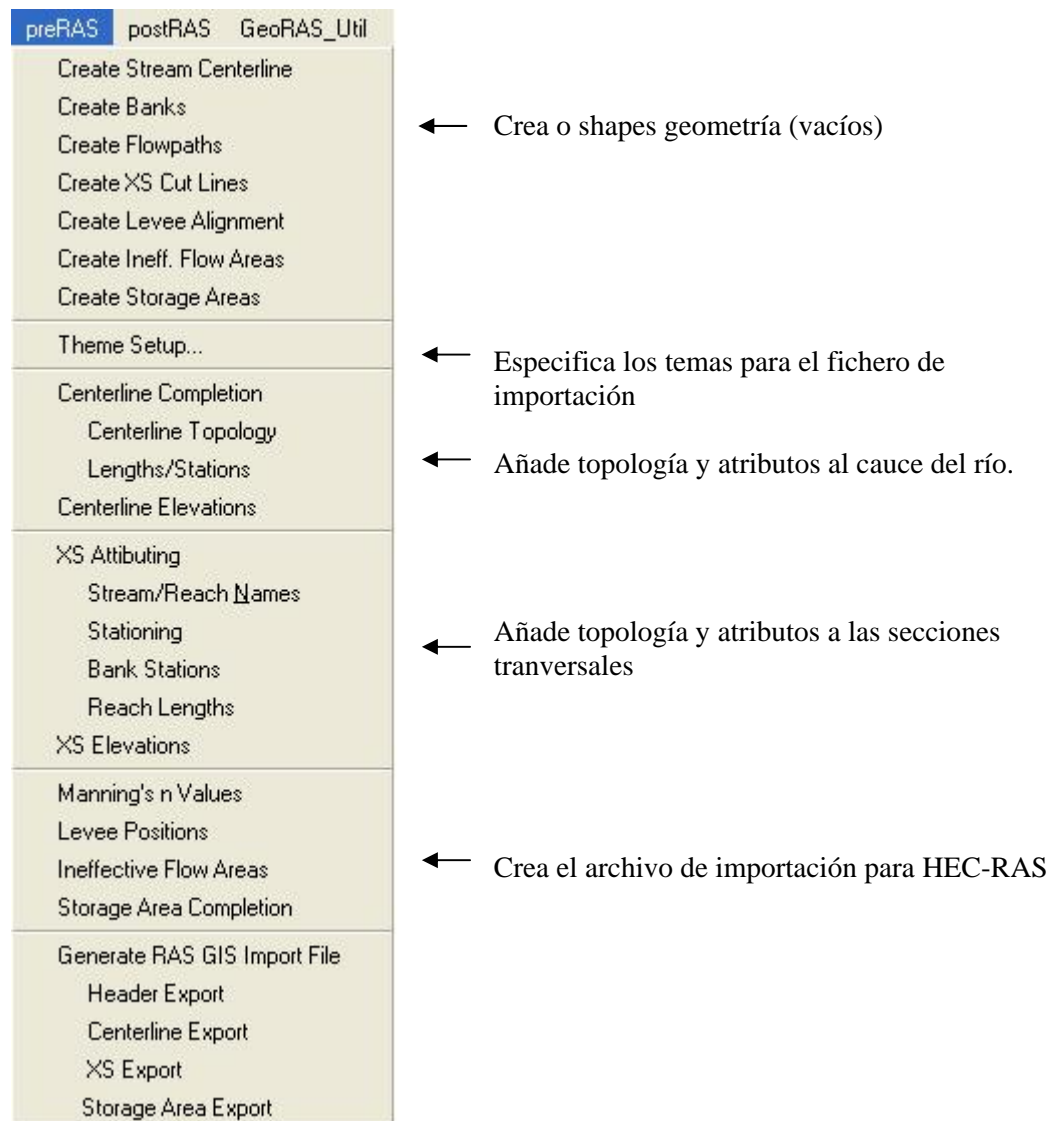 preRAS postRAS GeoRAS_Util
Create Stream Centerline
Create Banks
Create Flowpaths
Create XS Cut Lines
Create Levee Alignment
Create Ineff. Flow Areas
Create Storage Areas
Crea o shapes geometría (vacíos)
Theme Setup...
Especifica los temas para el fichero de
importación
Centerline Completion
Centerline Topology
Lengths/Stations
Centerline Elevations
Añade topología y atributos al cauce del río.
XS Attibuting
Stream/Reach Names
Stationing
Bank Stations
Reach Lengths
XS Elevations
Añade topología y atributos a las secciones
tranversales
Manning's n Values
Levee Positions
Ineffective Flow Areas
Storage Area Completion
Crea el archivo de importación para HEC-RAS
Generate RAS GIS Import File
Header Export
Centerline Export
XS Export
Storage Area Export